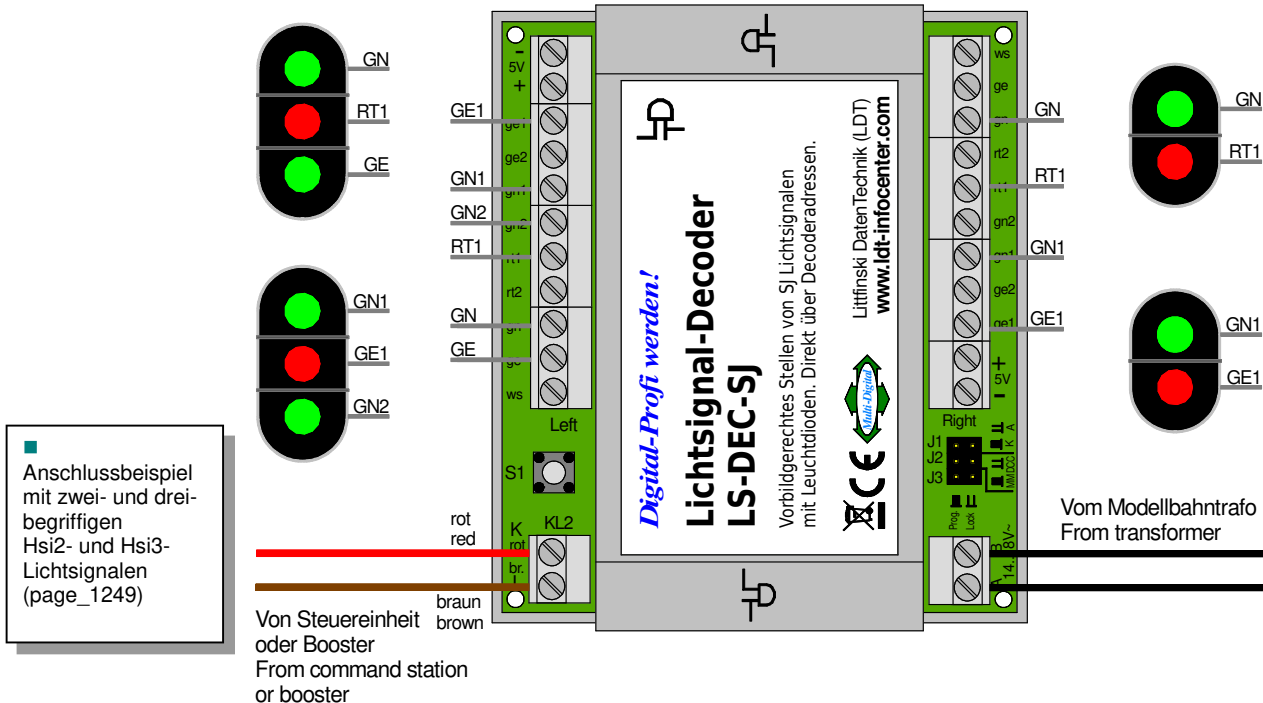 GN
RT1
GE
GN1
GE1
GN2
■
Anschlussbeispiel
mit zwei- und drei-
begriffigen
Hsi2- und Hsi3-
Lichtsignalen
(page_1249)
GE1
GN1
GN2
RT1
GN
GE
-
5V
+
ge1
ge2
gn1
gn2
rt1
rt2
gn
ge
ws
Left
S1
K
KL2
rot
br.
rot
red
braun
brown
Von Steuereinheit
oder Booster
From command station
or booster
Digital-Profi werden!
Lichtsignal-Decoder
LS-DEC-SJ
Vorbildgerechtes Stellen von SJ Lichtsignalen
mit Leuchtdioden. Direkt über Decoderadressen.
Multi-Digital
CE
Littfinski DatenTechnik (LDT)
www.ldt-infocenter.com
ws
ge
gn
rt2
rt1
gn2
gn1
ge2
ge1
+
5V
-
Right
J1
J2
J3
K A
MM DCC
Prog.
Lock
GN
RT1
GN1
GE1
Vom Modellbahntrafo
From transformer
GN
RT1
GN1
GE1